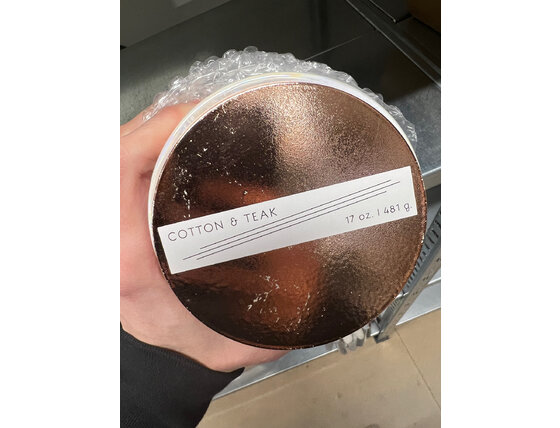 COTTON & TEAK
17 oz. | 481 g.